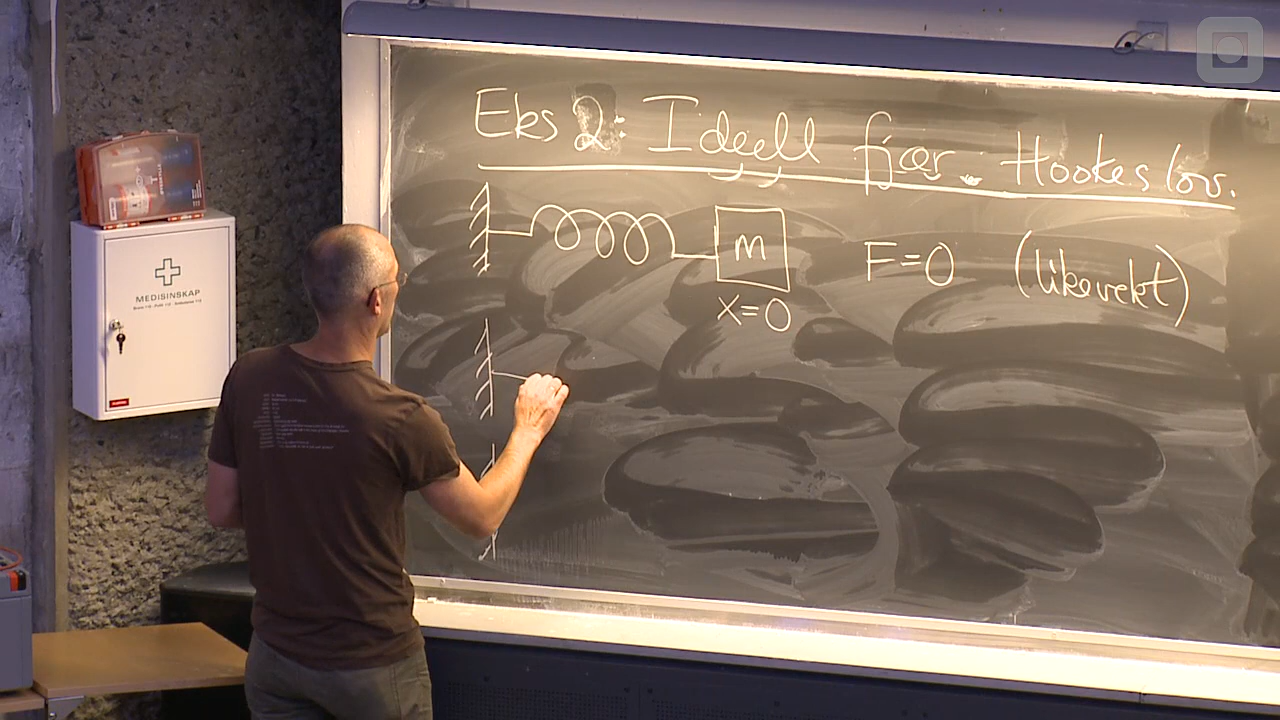 Eks 2: Ideell fjær. Hookes lov.
m
F=0 (likevekt)
x=0
MEDISINSKAP